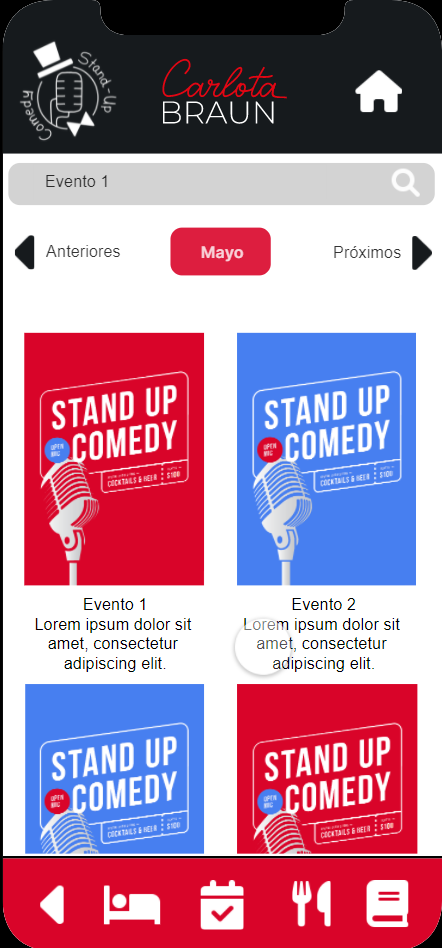 Stand-Up
Comedy
Carlota
BRAUN
Evento 1
Anteriores
Mayo
Próximos
STAND UP
COMEDY
OPEN
MIC
COCKTAILS & BEER
$100
STAND UP
COMEDY
OPEN
MIC
COCKTAILS & BEER
$100
Evento 1
Lorem ipsum dolor sit
amet, consectetur
adipiscing elit.
Evento 2
Lorem ipsum dolor sit
amet, consectetur
adipiscing elit.
STAND UP
COMEDY
OPEN
MIC
COCKTAILS & BEER
$100
STAND UP
COMEDY
OPEN
MIC
COCKTAILS & BEER
$100